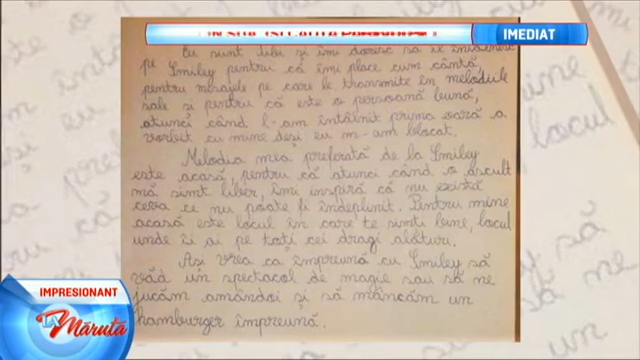 IMEDIAT
Eu sunt și îmi doresc să îl întâlnesc
pe Smiley pentru că îmi place cum cântă,
pentru mesajele pe care le transmite în melodiile
sale și pentru că este o persoană bună,
atunci când l-am întâlnit prima oară a
vorbit cu mine deși eu m-am blocat.
Melodia mea preferată de la Smiley
este acasă, pentru că atunci când o ascult
mă simt liber, îmi inspiră că nu există
ceva ce nu poate fi îndeplinit. Pentru mine
acasă este locul în care te simți bine, locul
unde îi ai pe toți cei dragi alături.
Aș vrea ca împreună cu Smiley să
văd un spectacol de magie sau să ne
jucăm amândoi și să mâncăm un
hamburger împreună.
IMPRESIONANT
LA
Măruță